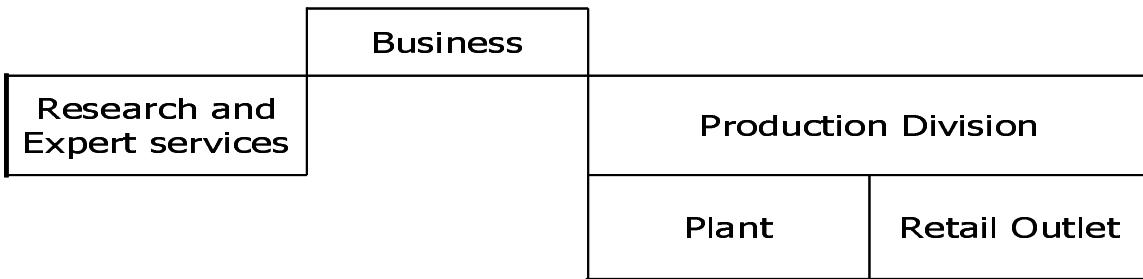 Business
Research and
Expert services
Production Division
Plant
Retail Outlet